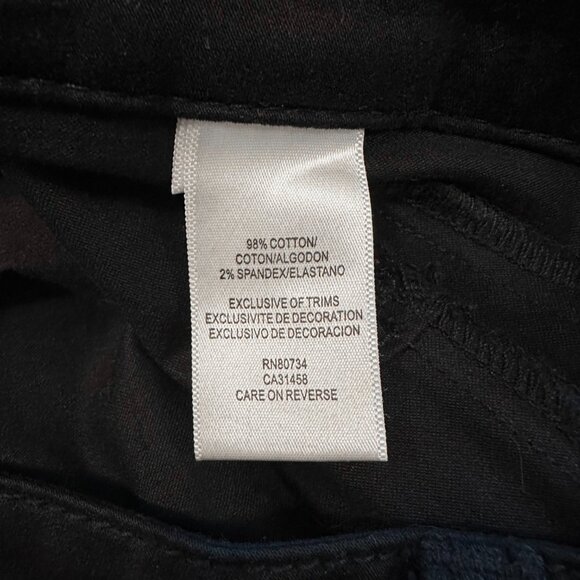 98% COTTON/
COTON/ALGODON
2% SPANDEX/ELASTANO
EXCLUSIVE OF TRIMS
EXCLUSIVITE DE DECORATION
EXCLUSIVO DE DECORACION
RN80734
CA31458
CARE ON REVERSE